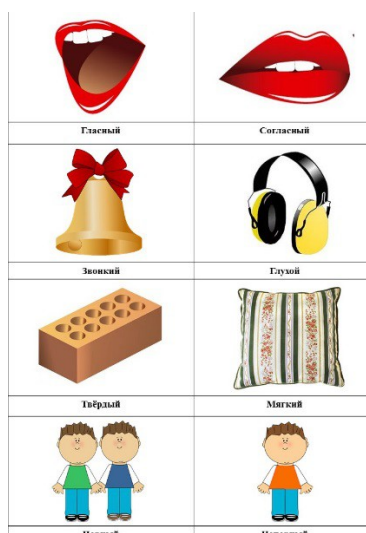 Гласный
Согласный
Звонкий
Глухой
Твёрдый
Мягкий